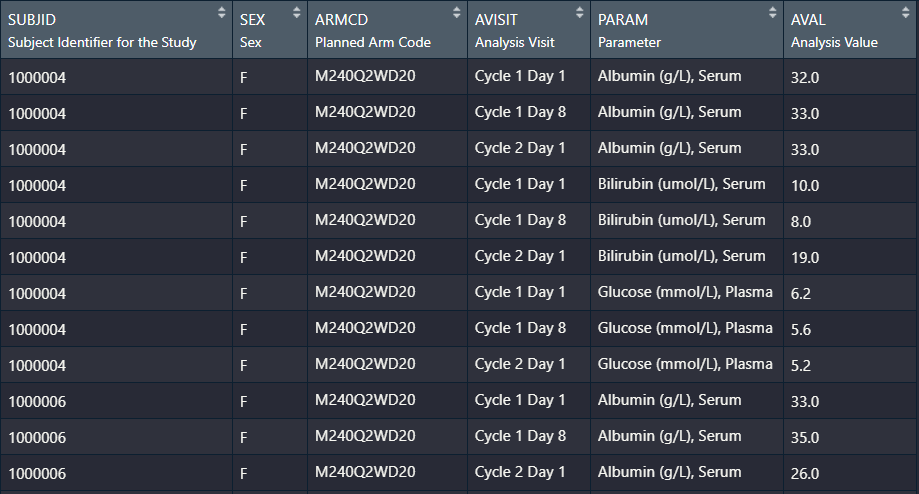 SUBJID SEX ARMCD AVISIT PARAM AVAL
Subject Identifier for the Study Sex Planned Arm Code Analysis Visit Parameter Analysis Value
1000004 F M240Q2WD20 Cycle 1 Day 1 Albumin (g/L), Serum 32.0
1000004 F M240Q2WD20 Cycle 1 Day 8 Albumin (g/L), Serum 33.0
1000004 F M240Q2WD20 Cycle 2 Day 1 Albumin (g/L), Serum 33.0
1000004 F M240Q2WD20 Cycle 1 Day 1 Bilirubin (umol/L), Serum 10.0
1000004 F M240Q2WD20 Cycle 1 Day 8 Bilirubin (umol/L), Serum 8.0
1000004 F M240Q2WD20 Cycle 2 Day 1 Bilirubin (umol/L), Serum 19.0
1000004 F M240Q2WD20 Cycle 1 Day 1 Glucose (mmol/L), Plasma 6.2
1000004 F M240Q2WD20 Cycle 1 Day 8 Glucose (mmol/L), Plasma 5.6
1000004 F M240Q2WD20 Cycle 2 Day 1 Glucose (mmol/L), Plasma 5.2
1000006 F M240Q2WD20 Cycle 1 Day 1 Albumin (g/L), Serum 33.0
1000006 F M240Q2WD20 Cycle 1 Day 8 Albumin (g/L), Serum 35.0
1000006 F M240Q2WD20 Cycle 2 Day 1 Albumin (g/L), Serum 26.0